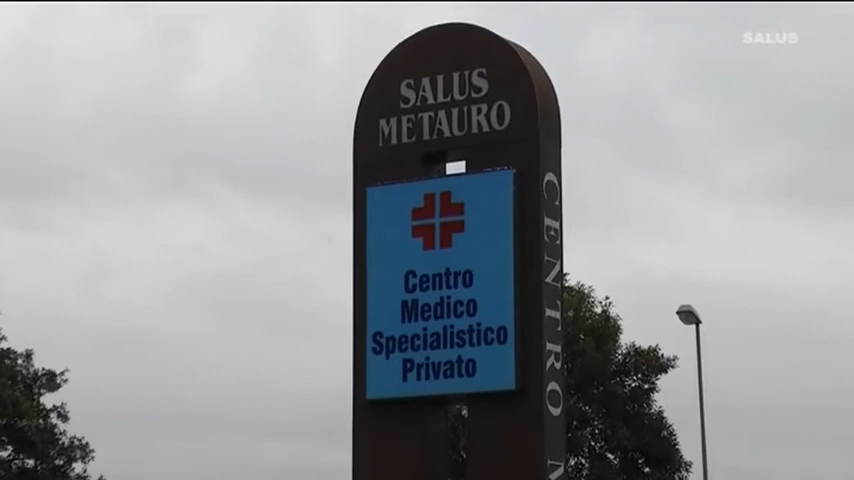 SALUS
SALUS
METAURO
Centro
Medico
Specialistico
Privato
CENTRO